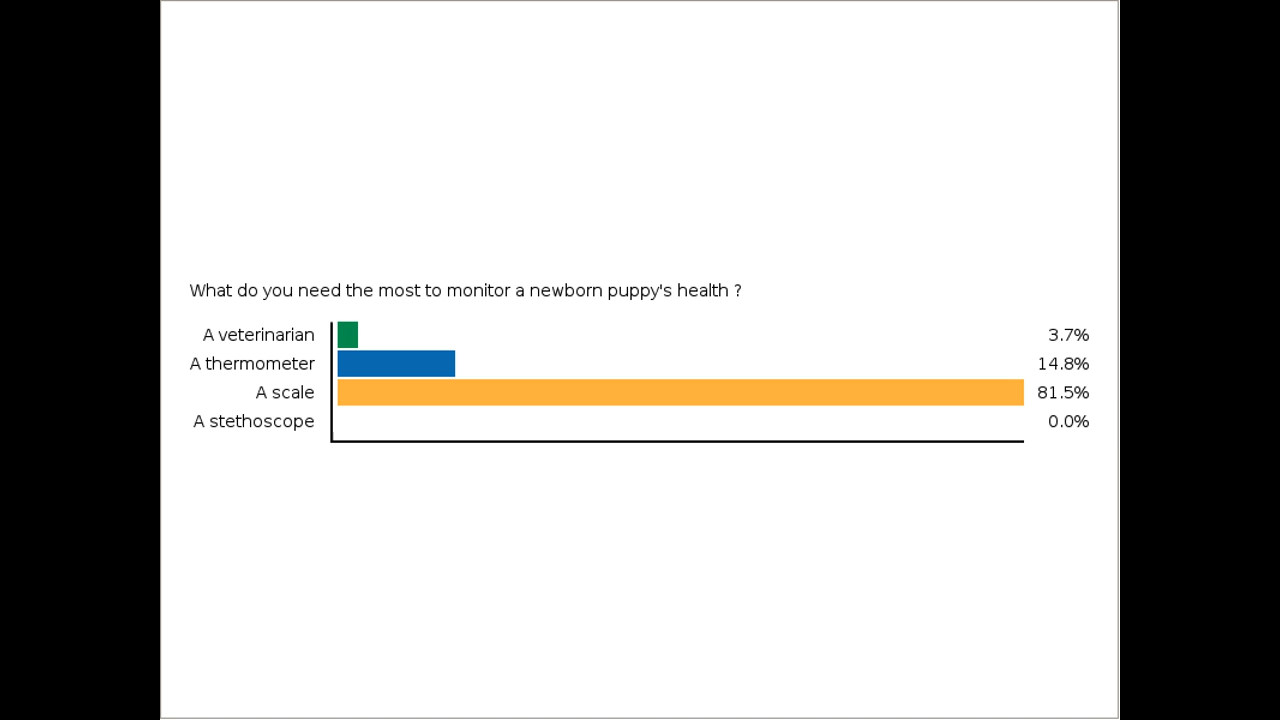 What do you need the most to monitor a newborn puppy's health ?
A veterinarian 3.7%
A thermometer 14.8%
A scale 81.5%
A stethoscope 0.0%